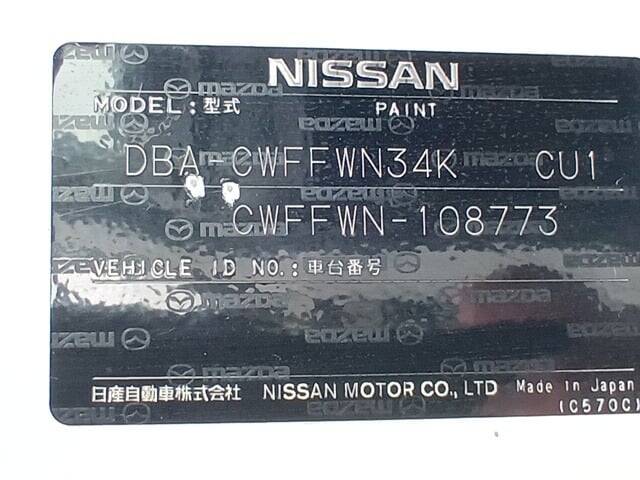 NISSAN
MODEL:型式 PAINT
DBA-CWFFWN34K CU1
CWFFWN-108773
VEHICLE ID NO.:車台番号
mazda
日産自動車株式会社 NISSAN MOTOR CO., LTD Made in Japan
(C570C)